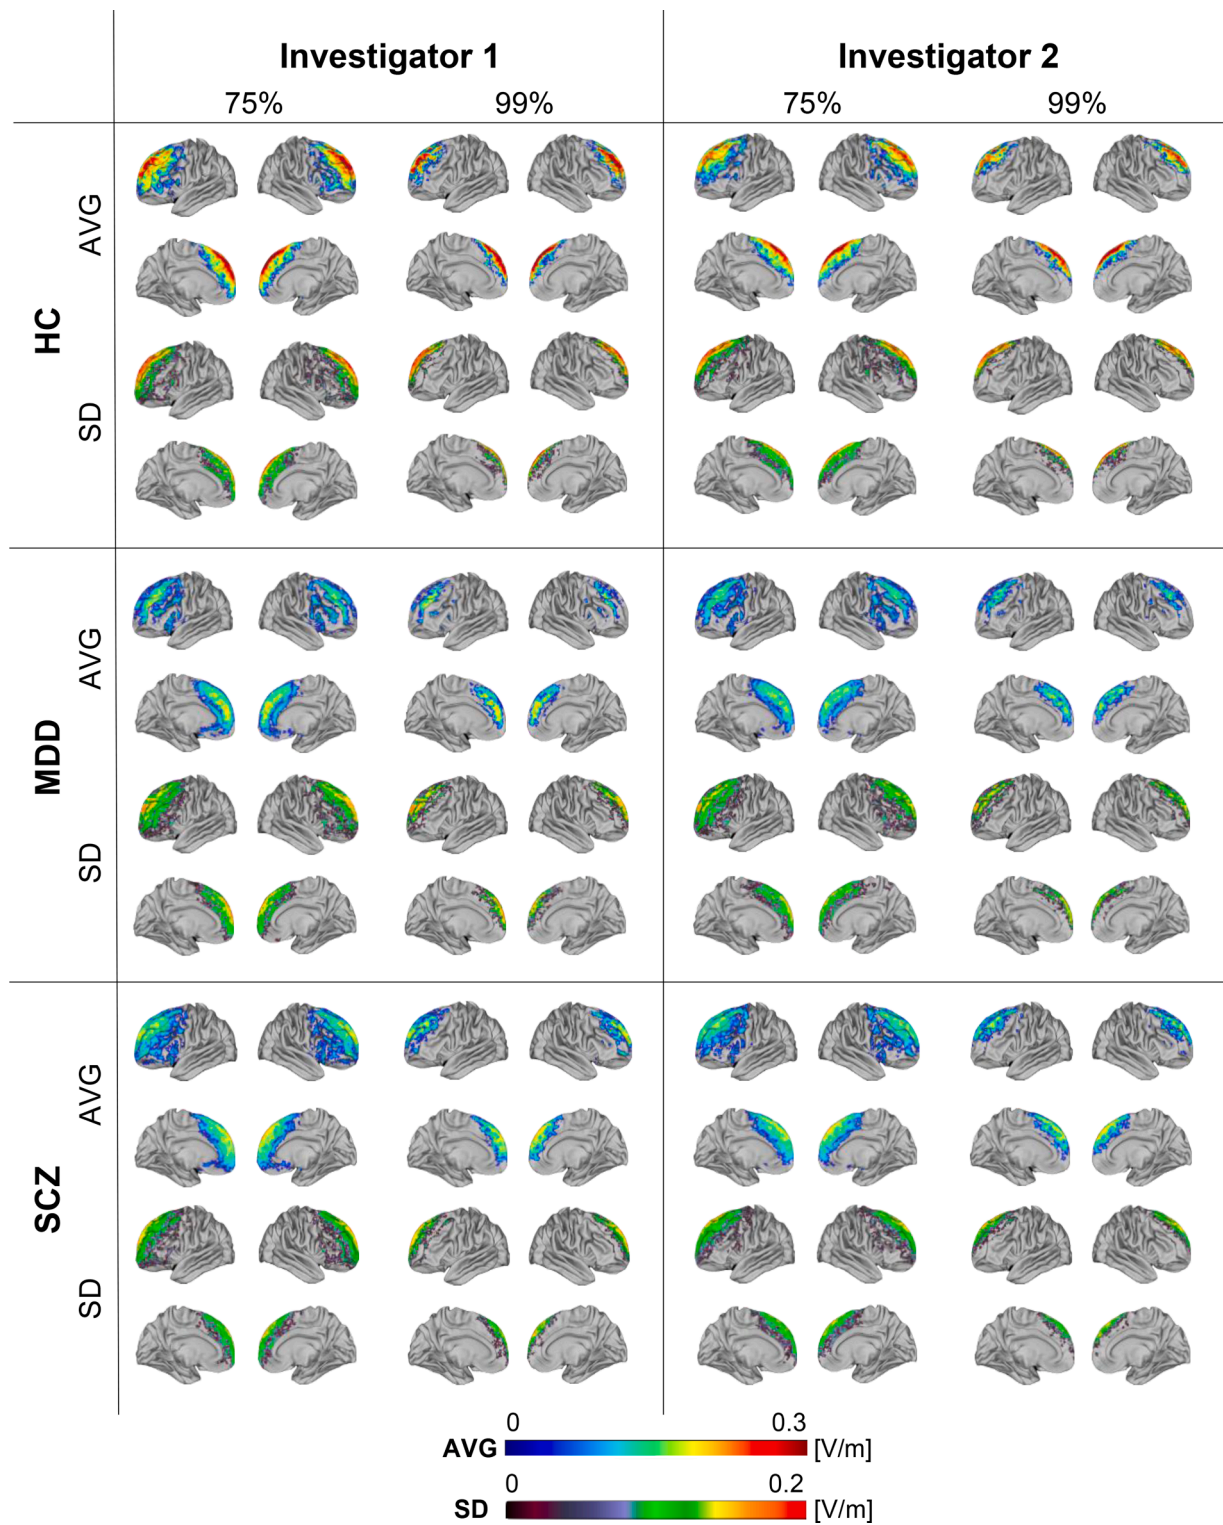 Investigator 1 Investigator 2
75% 99% 75% 99%
HC
AVG
SD
MDD
AVG
SD
SCZ
AVG
SD
0 0.3
AVG [V/m]
0 0.2
SD [V/m]